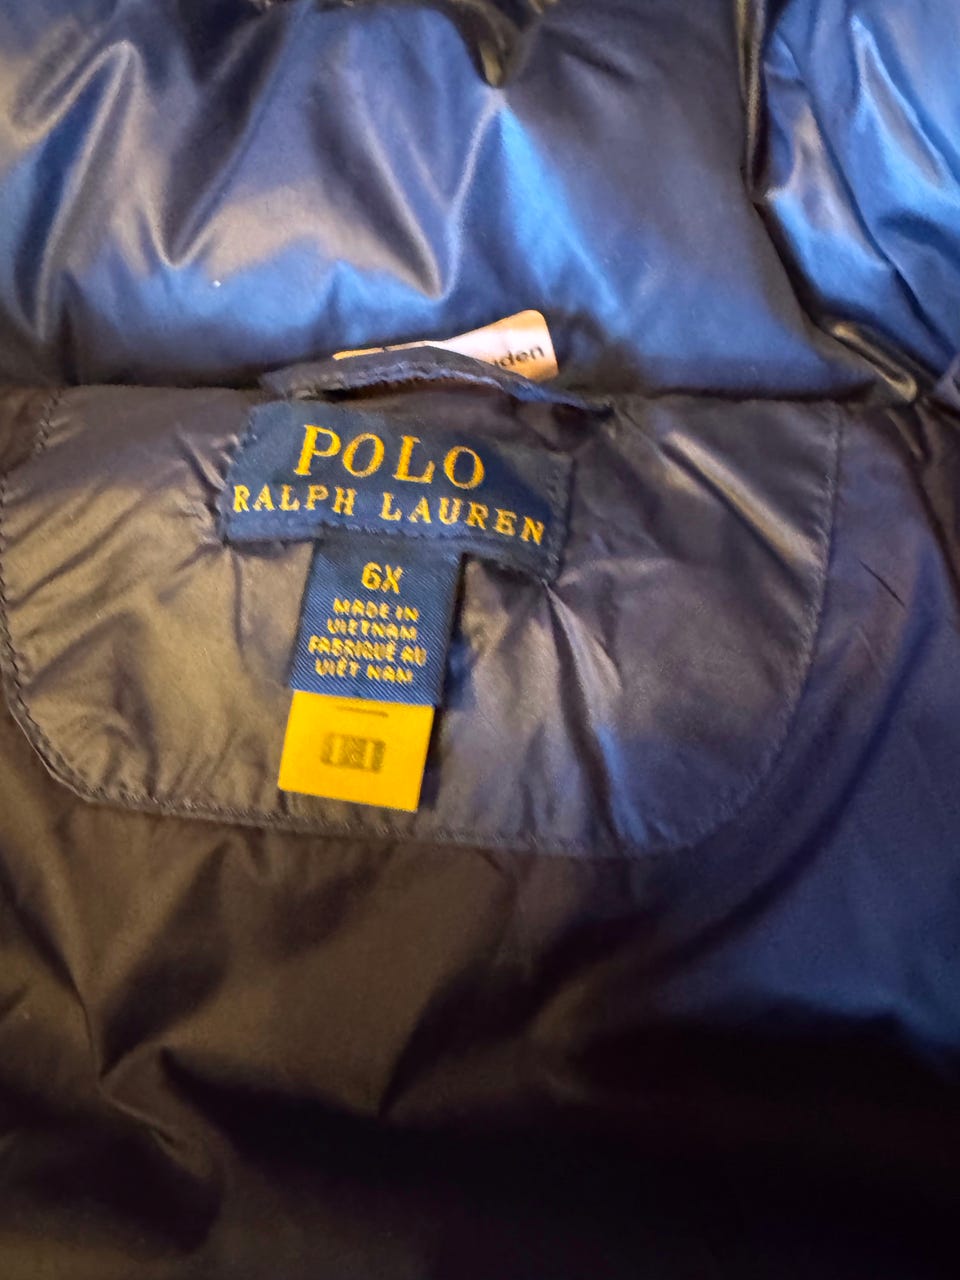 POLO
RALPH LAUREN
6X
MADE IN
VIETNAM
FABRIQUÉ AU
VIÊT NAM